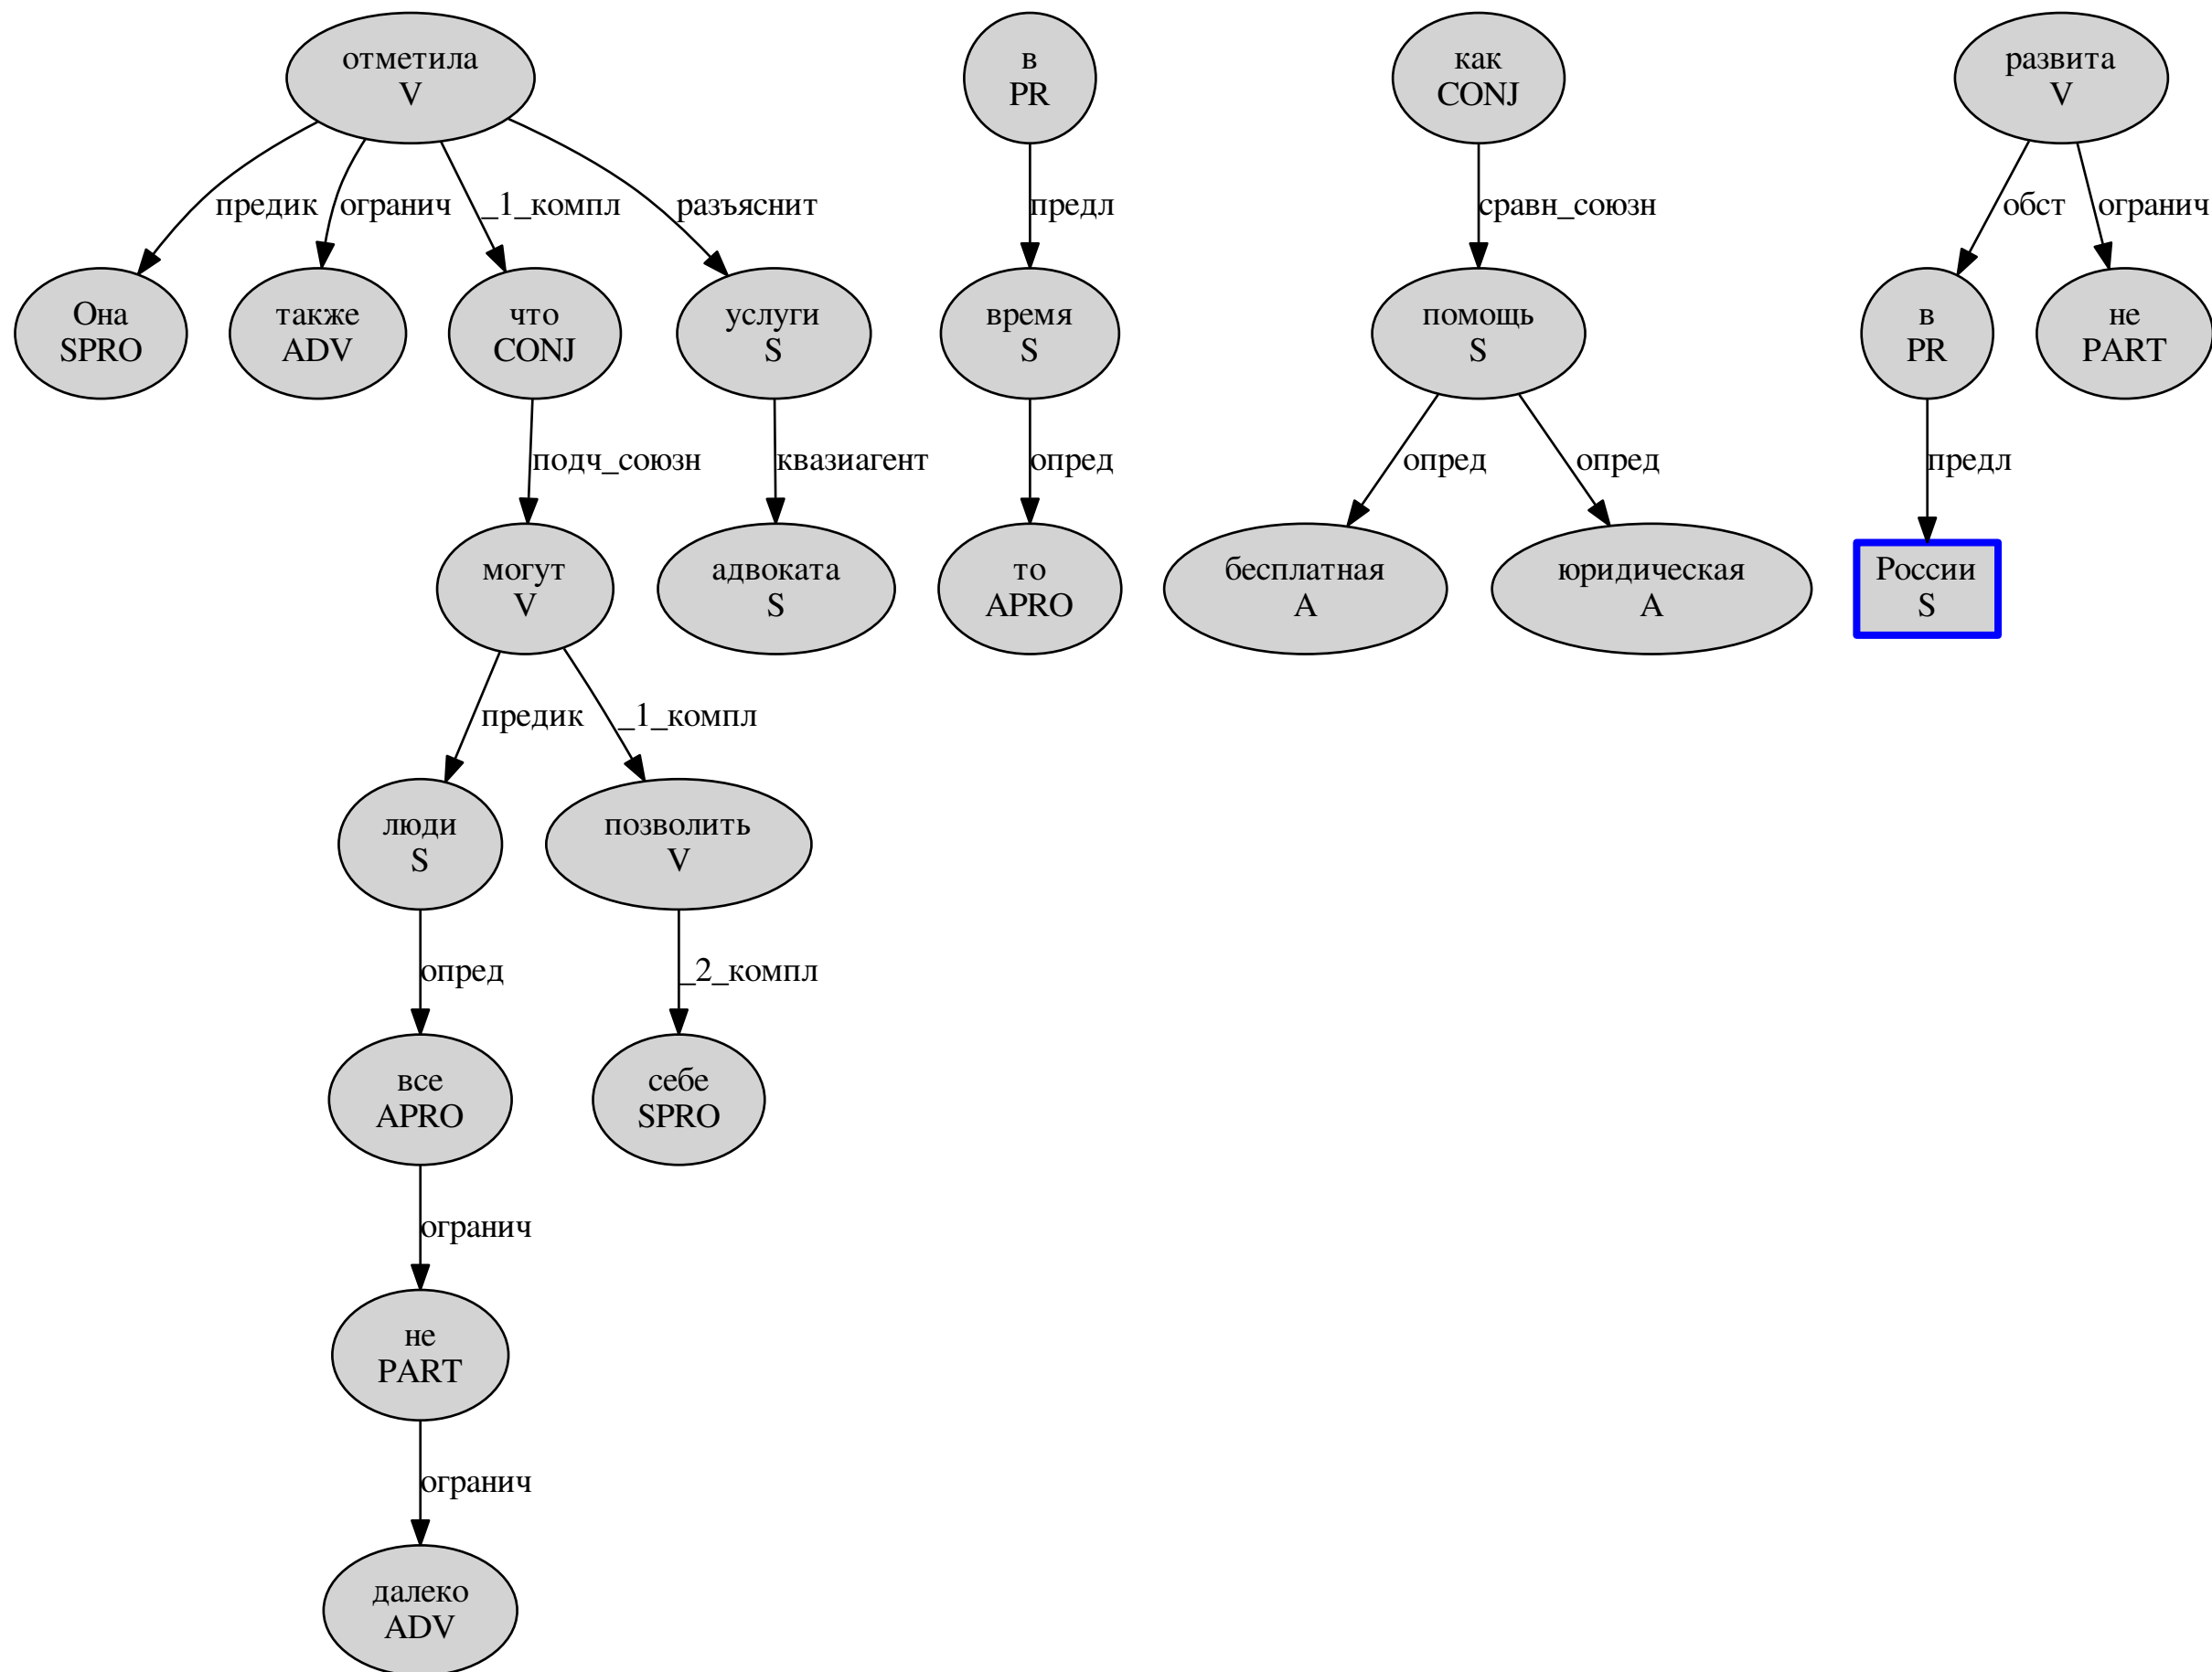 отметила
V
в
PR
как
CONJ
развита
V
предик
огранич
_1_компл
разъяснит
предл
сравн_союзн
обст
огранич
Она
SPRO
также
ADV
что
CONJ
услуги
S
время
S
помощь
S
в
PR
не
PART
подч_союзн
квазиагент
опред
опред
опред
предл
могут
V
адвоката
S
то
APRO
бесплатная
A
юридическая
A
России
S
предик
_1_компл
люди
S
позволить
V
опред
_2_компл
все
APRO
себе
SPRO
огранич
не
PART
огранич
далеко
ADV